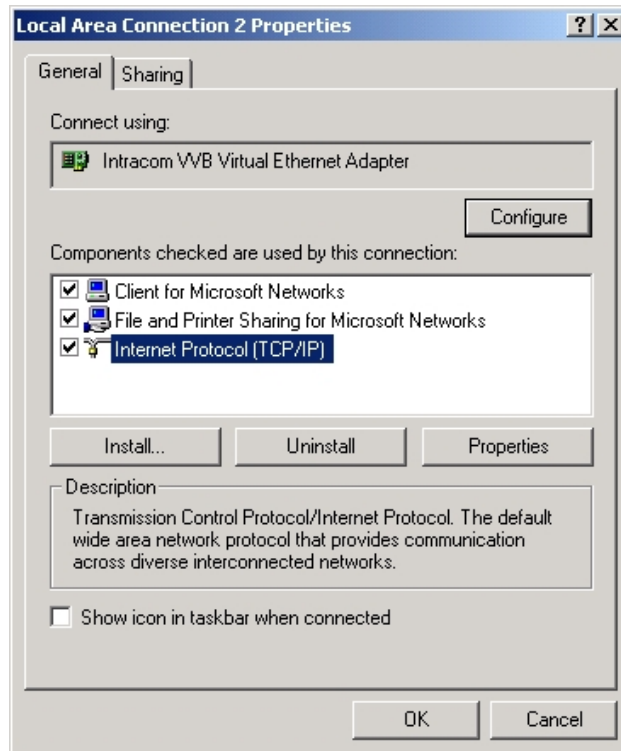 Local Area Connection 2 Properties
General
Sharing
Connect using:
Intracom VVB Virtual Ethernet Adapter
Configure
Components checked are used by this connection:
Client for Microsoft Networks
File and Printer Sharing for Microsoft Networks
Internet Protocol (TCP/IP)
Install...
Uninstall
Properties
Description
Transmission Control Protocol/Internet Protocol. The default
wide area network protocol that provides communication
across diverse interconnected networks.
Show icon in taskbar when connected
OK
Cancel